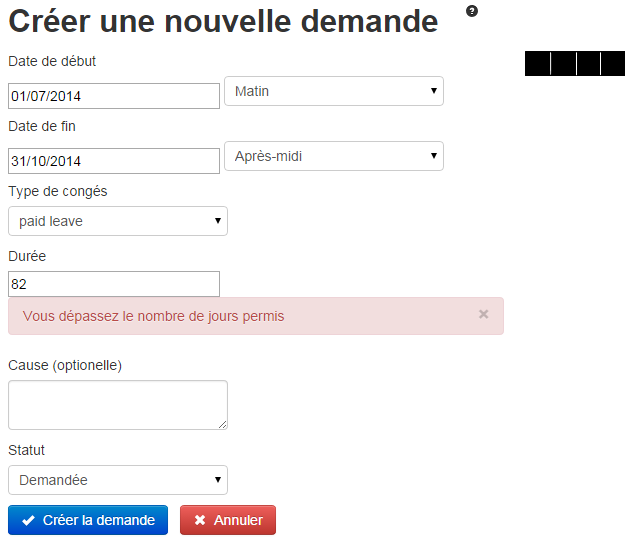 Créer une nouvelle demande
Date de début
01/07/2014 Matin
Date de fin
31/10/2014 Après-midi
Type de congés
paid leave
Durée
82
Vous dépassez le nombre de jours permis ×
Cause (optionelle)
Statut
Demandée
Créer la demande Annuler